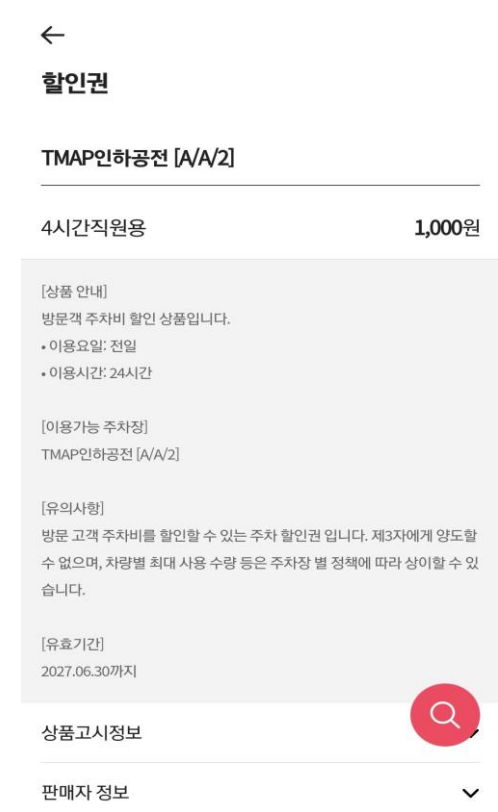 할인권
TMAP인하공전 [A/A/2]
4시간직원용 1,000원
[상품 안내]
방문객 주차비 할인 상품입니다.
• 이용요일: 전일
• 이용시간: 24시간
[이용가능 주차장]
TMAP인하공전 [A/A/2]
[유의사항]
방문 고객 주차비를 할인할 수 있는 주차 할인권 입니다. 제3자에게 양도할
수 없으며, 차량별 최대 사용 수량 등은 주차장 별 정책에 따라 상이할 수 있
습니다.
[유효기간]
2027.06.30까지
상품고시정보
판매자 정보